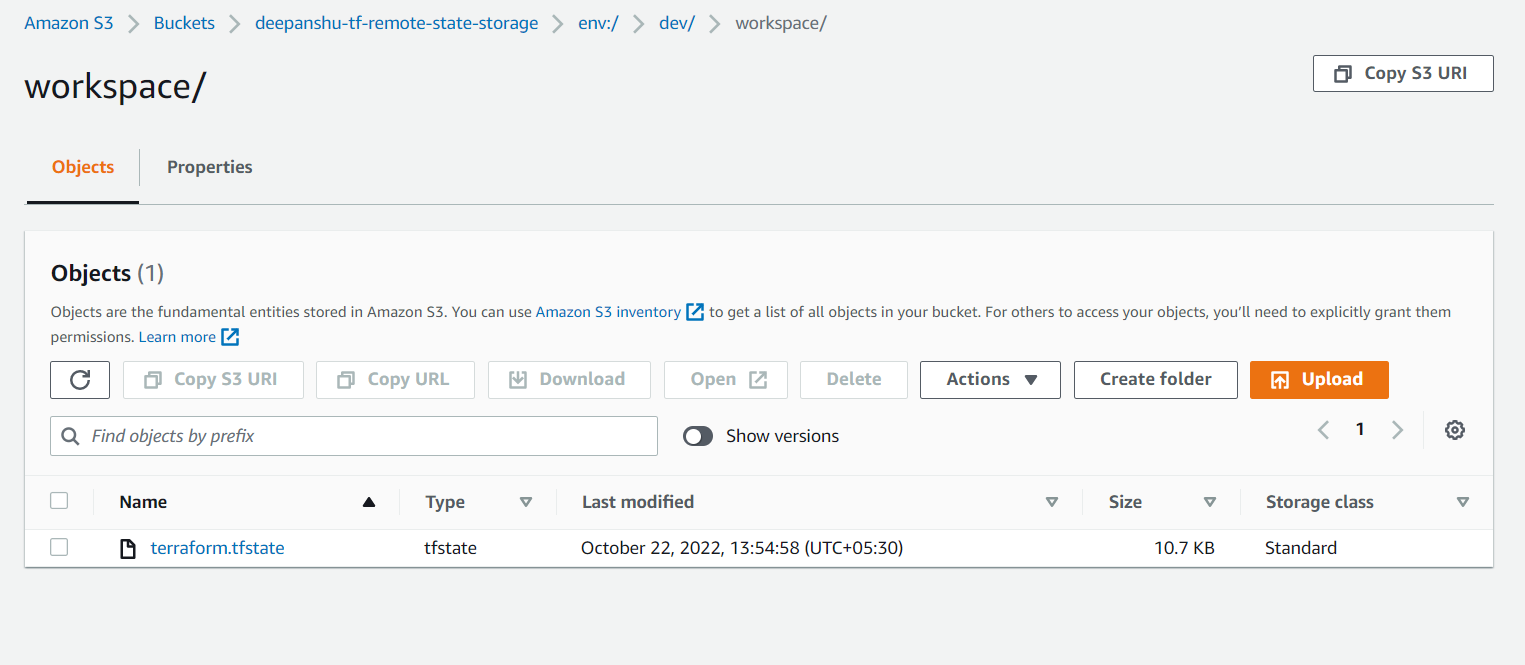 Amazon S3 > Buckets > deepanshu-tf-remote-state-storage > env:/ > dev/ > workspace/
workspace/
Copy S3 URI
Objects
Properties
Objects (1)
Objects are the fundamental entities stored in Amazon S3. You can use Amazon S3 inventory to get a list of all objects in your bucket. For others to access your objects, you’ll need to explicitly grant them
permissions. Learn more
Copy S3 URI Copy URL Download Open Delete Actions Create folder Upload
Find objects by prefix Show versions 1
Name Type Last modified Size Storage class
terraform.tfstate tfstate October 22, 2022, 13:54:58 (UTC+05:30) 10.7 KB Standard